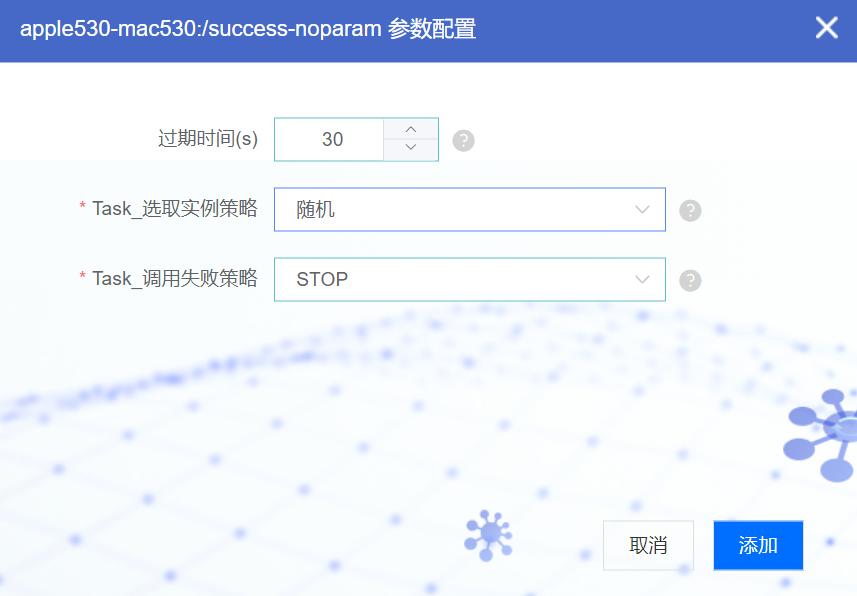 apple530-mac530:/success-noparam 参数配置
过期时间(s) 30 ?
* Task_选取实例策略 随机 ?
* Task_调用失败策略 STOP ?
取消 添加